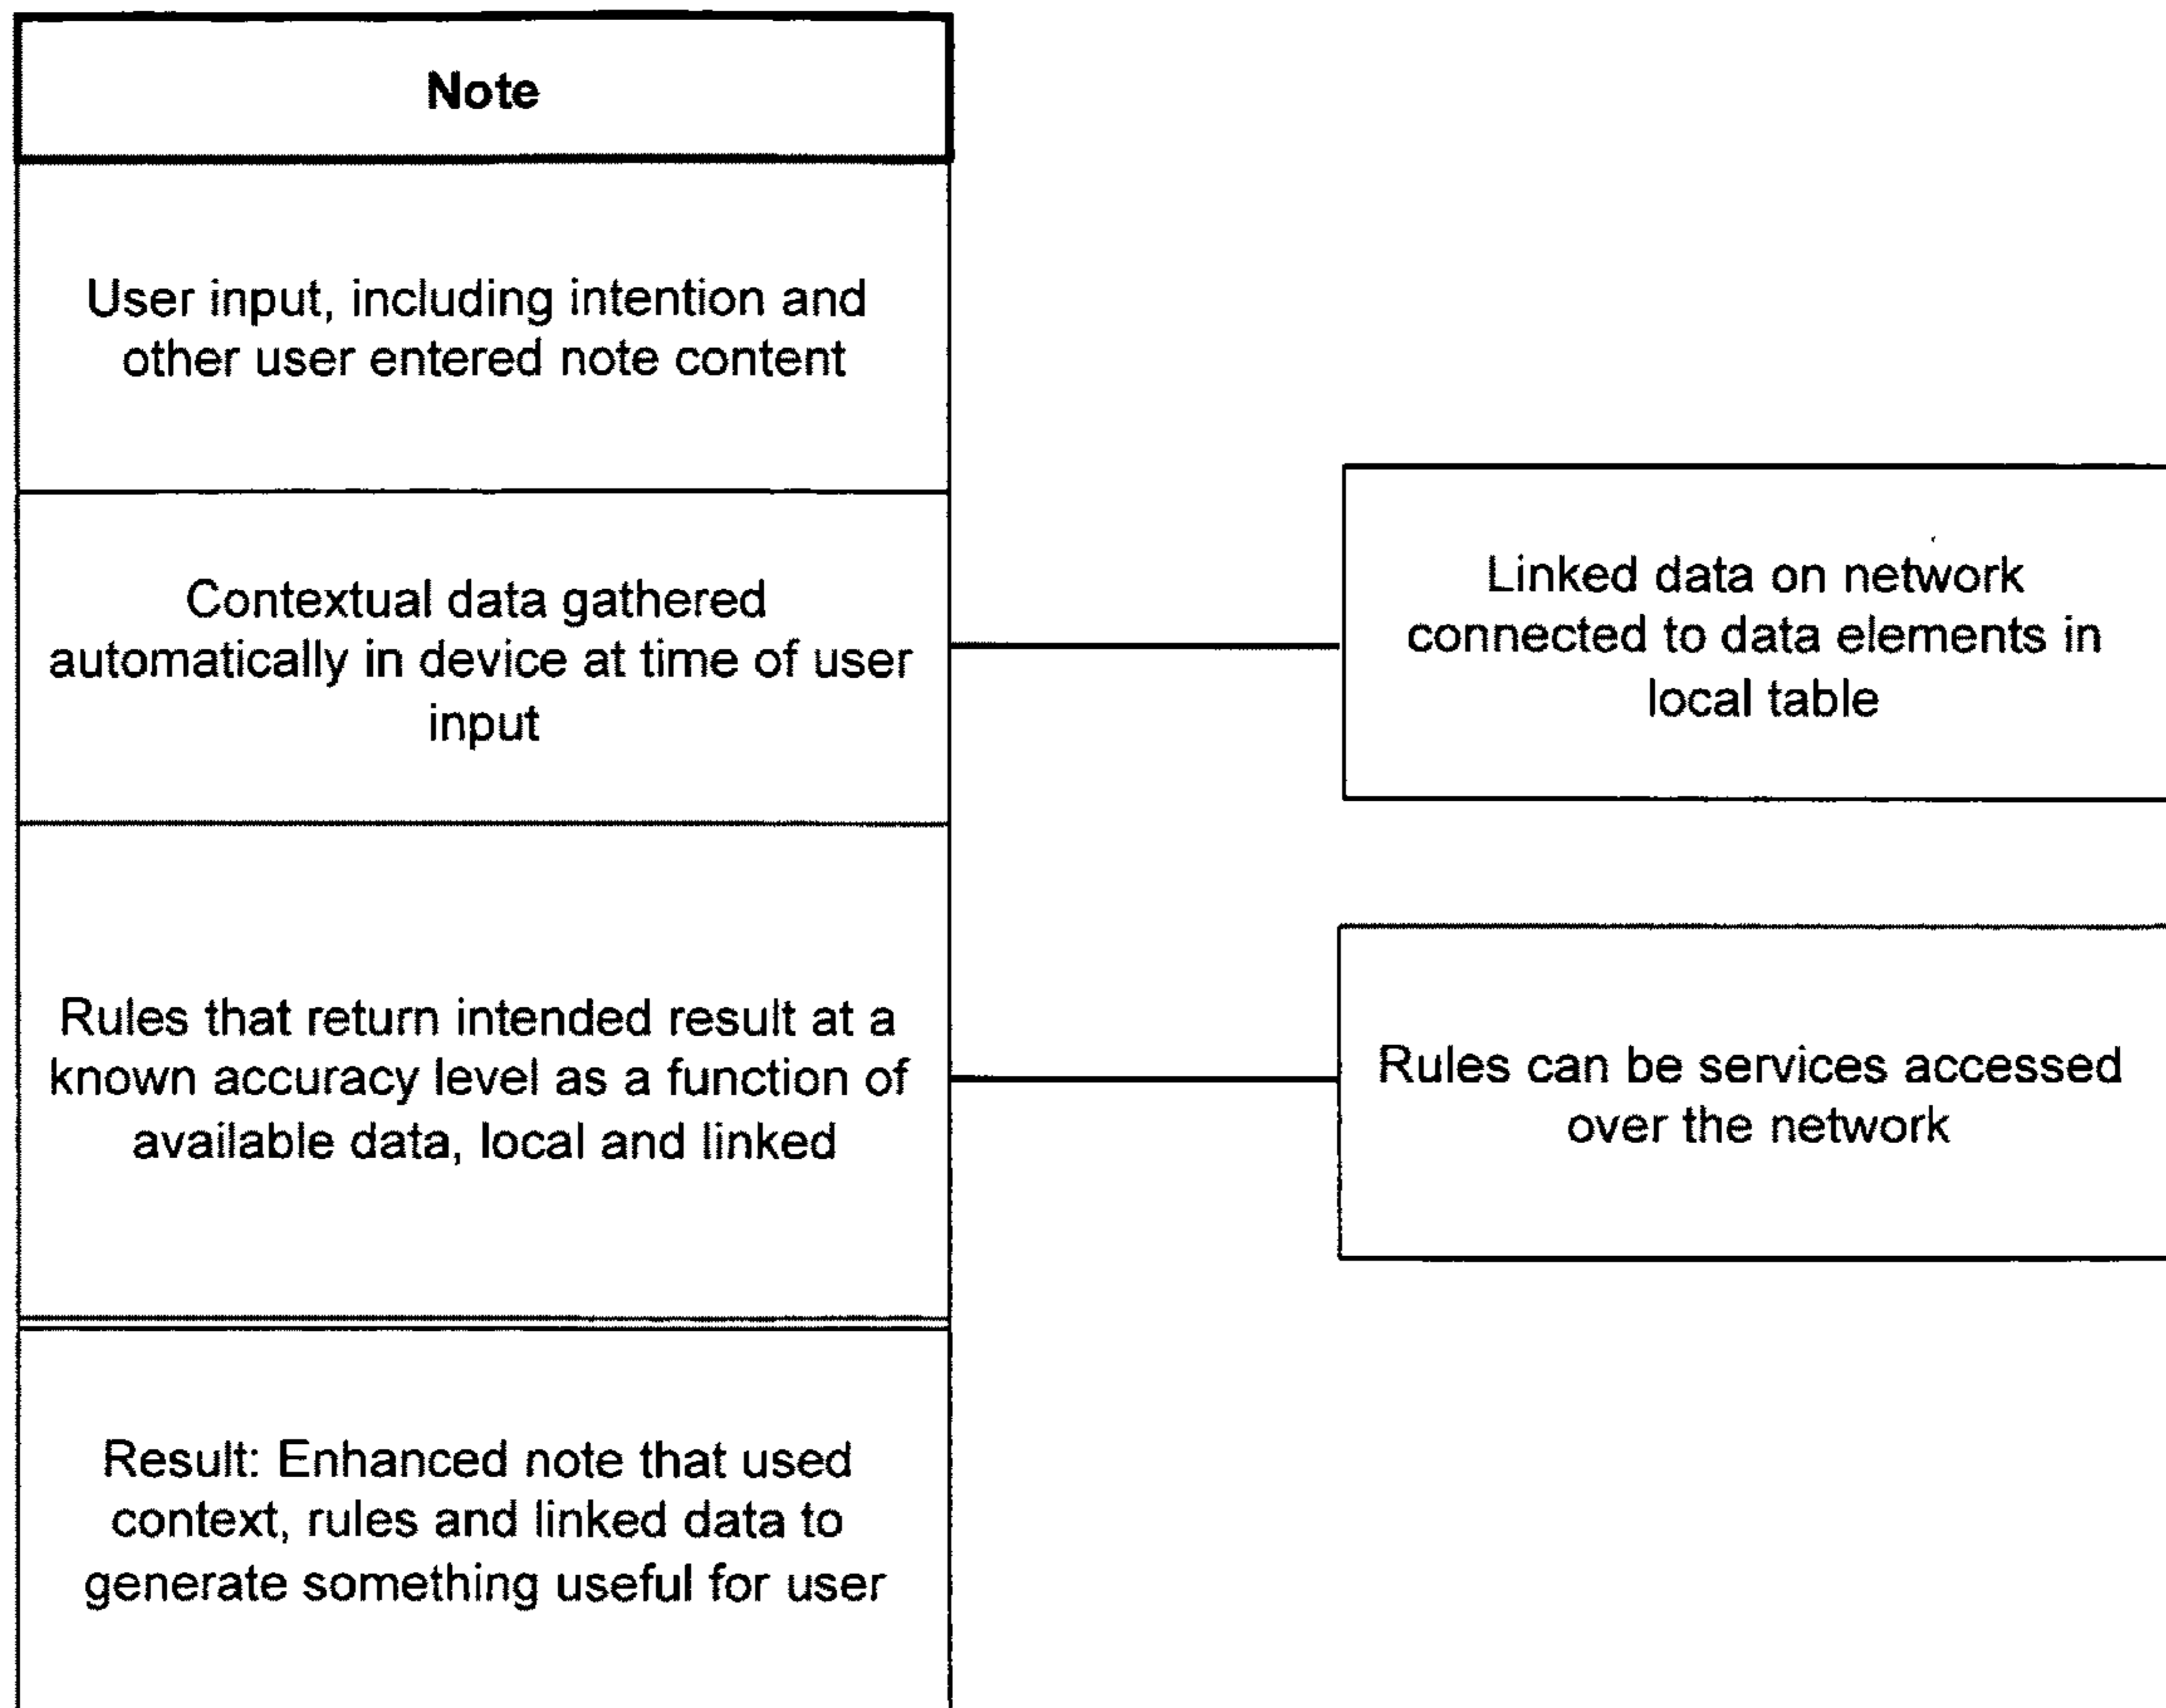 Note
User input, including intention and
other user entered note content
Contextual data gathered
automatically in device at time of user
input
Linked data on network
connected to data elements in
local table
Rules that return intended result at a
known accuracy level as a function of
available data, local and linked
Rules can be services accessed
over the network
Result: Enhanced note that used
context, rules and linked data to
generate something useful for user